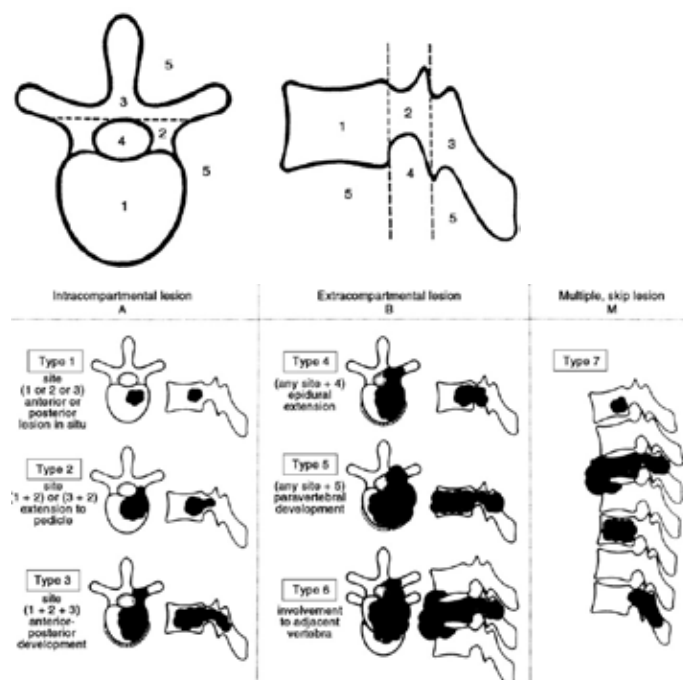 5
3
4
2
5
1
1
2
3
4
5
5
Intracompartmental lesion
A
Extracompartmental lesion
B
Multiple, skip lesion
M
Type 1
site
(1 or 2 or 3)
anterior or
posterior
lesion in situ
Type 2
site
(1 + 2) or (3 + 2)
extension to
pedicle
Type 3
site
(1 + 2 + 3)
anterior-
posterior
development
Type 4
(any site + 4)
epidural
extension
Type 5
(any site + 5)
paravertebral
development
Type 6
involvement
to adjacent
vertebra
Type 7